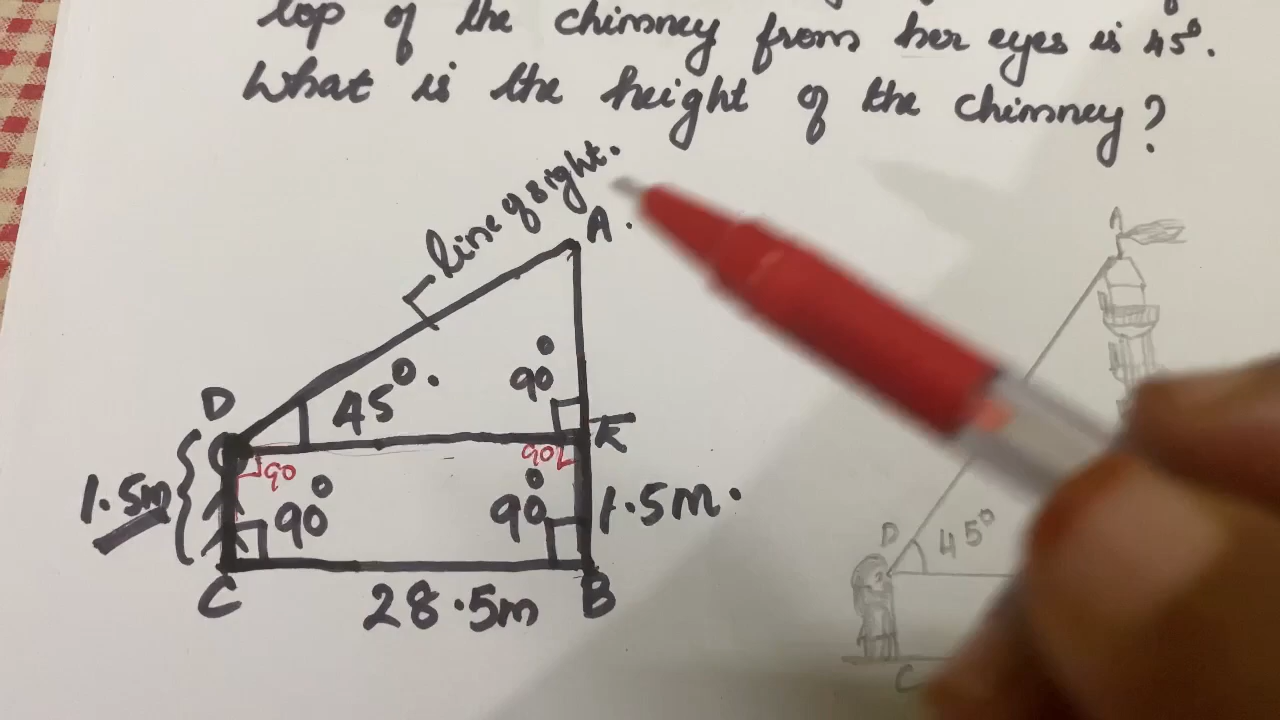 top of the chimney from her eyes is 45°.
What is the height of the chimney?
line of sight.
A.
A
D
45°.
90°
E
90
90
1.5m
90°
90°
1.5m.
D
45°
C
28.5m
B
C